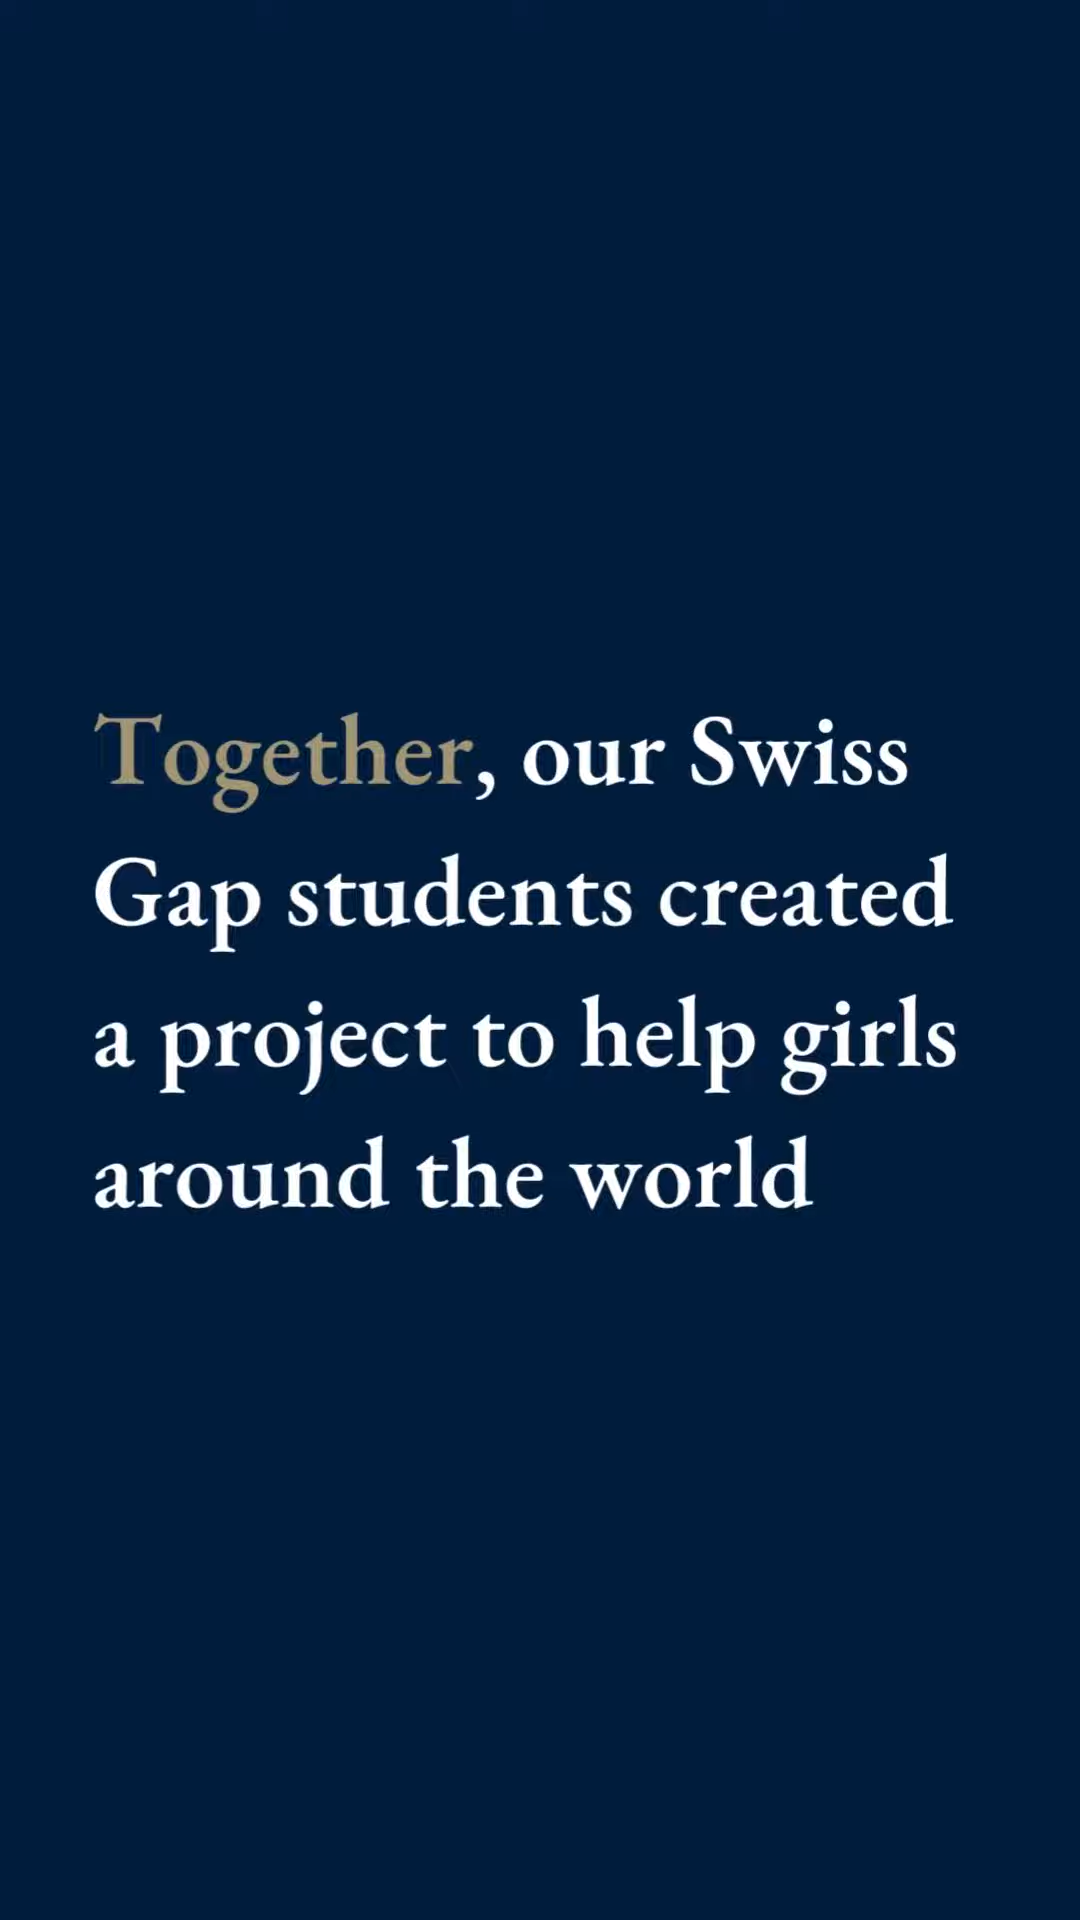 Together, our Swiss
Gap students created
a project to help girls
around the world